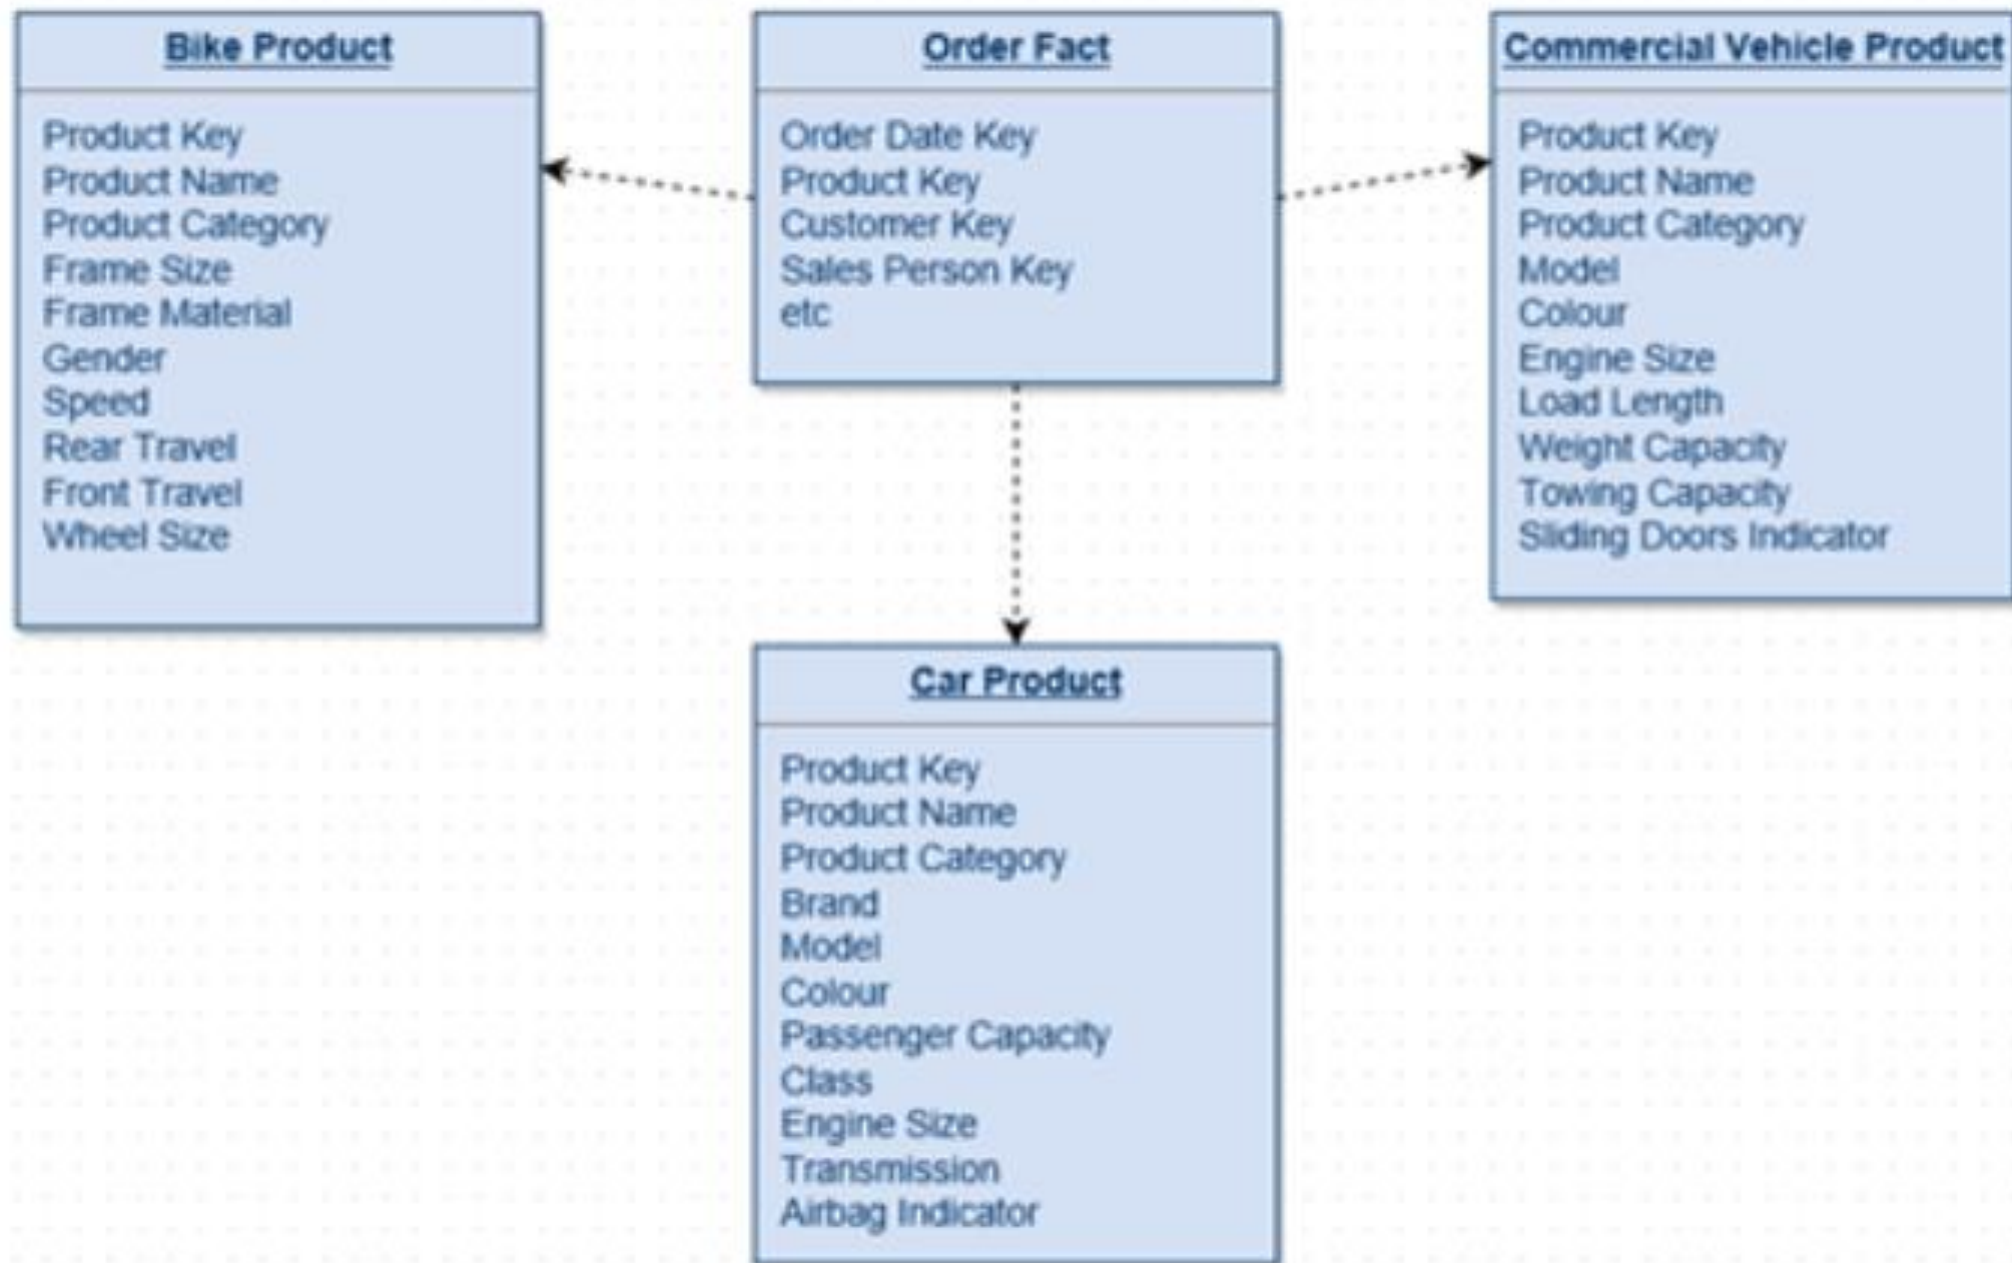 Bike Product
Product Key
Product Name
Product Category
Frame Size
Frame Material
Gender
Speed
Rear Travel
Front Travel
Wheel Size
Order Fact
Order Date Key
Product Key
Customer Key
Sales Person Key
etc
Commercial Vehicle Product
Product Key
Product Name
Product Category
Model
Colour
Engine Size
Load Length
Weight Capacity
Towing Capacity
Sliding Doors Indicator
Car Product
Product Key
Product Name
Product Category
Brand
Model
Colour
Passenger Capacity
Class
Engine Size
Transmission
Airbag Indicator